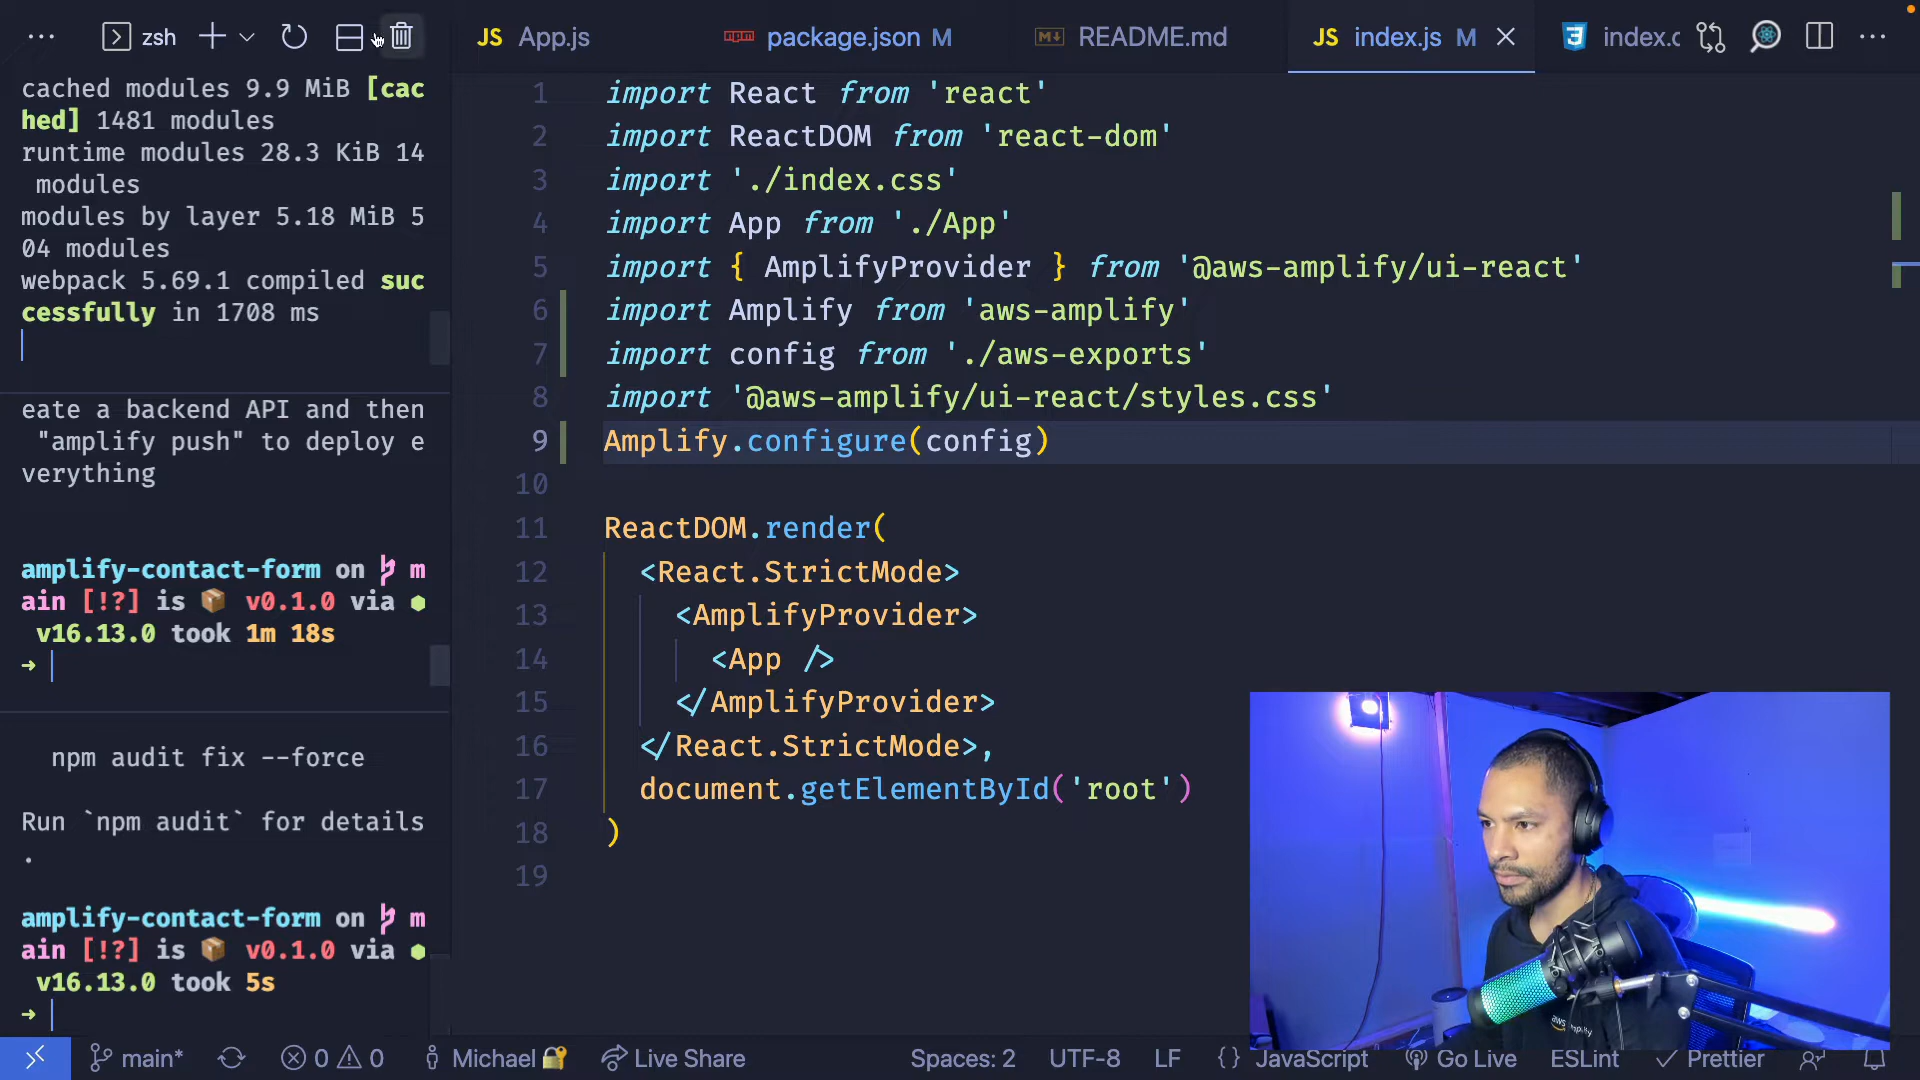 zsh
cached modules 9.9 MiB [cac
hed] 1481 modules
runtime modules 28.3 KiB 14
modules
modules by layer 5.18 MiB 5
04 modules
webpack 5.69.1 compiled suc
cessfully in 1708 ms
eate a backend API and then
"amplify push" to deploy e
verything
amplify-contact-form on m
ain [!?] is 📦 v0.1.0 via ⬢
v16.13.0 took 1m 18s
➜
npm audit fix --force
Run `npm audit` for details
.
amplify-contact-form on m
ain [!?] is 📦 v0.1.0 via ⬢
v16.13.0 took 5s
➜
JS App.js
npm package.json M
README.md
JS index.js M
index.c
1 import React from 'react'
2 import ReactDOM from 'react-dom'
3 import './index.css'
4 import App from './App'
5 import { AmplifyProvider } from '@aws-amplify/ui-react'
6 import Amplify from 'aws-amplify'
7 import config from './aws-exports'
8 import '@aws-amplify/ui-react/styles.css'
9 Amplify.configure(config)
10
11 ReactDOM.render(
12 <React.StrictMode>
13 <AmplifyProvider>
14 <App />
15 </AmplifyProvider>
16 </React.StrictMode>,
17 document.getElementById('root')
18 )
19
aws amplify
main*
0 0
Michael 🔐
Live Share
Spaces: 2
UTF-8
LF
{} JavaScript
Go Live
ESLint
✓ Prettier